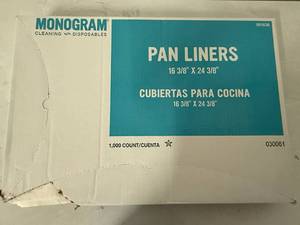 MONOGRAM
CLEANING DISPOSABLES
PAN LINERS
16 3/8" X 24 3/8"
CUBIERTAS PARA COCINA
16 3/8" X 24 3/8"
1,000 COUNT/CUENTA
030061